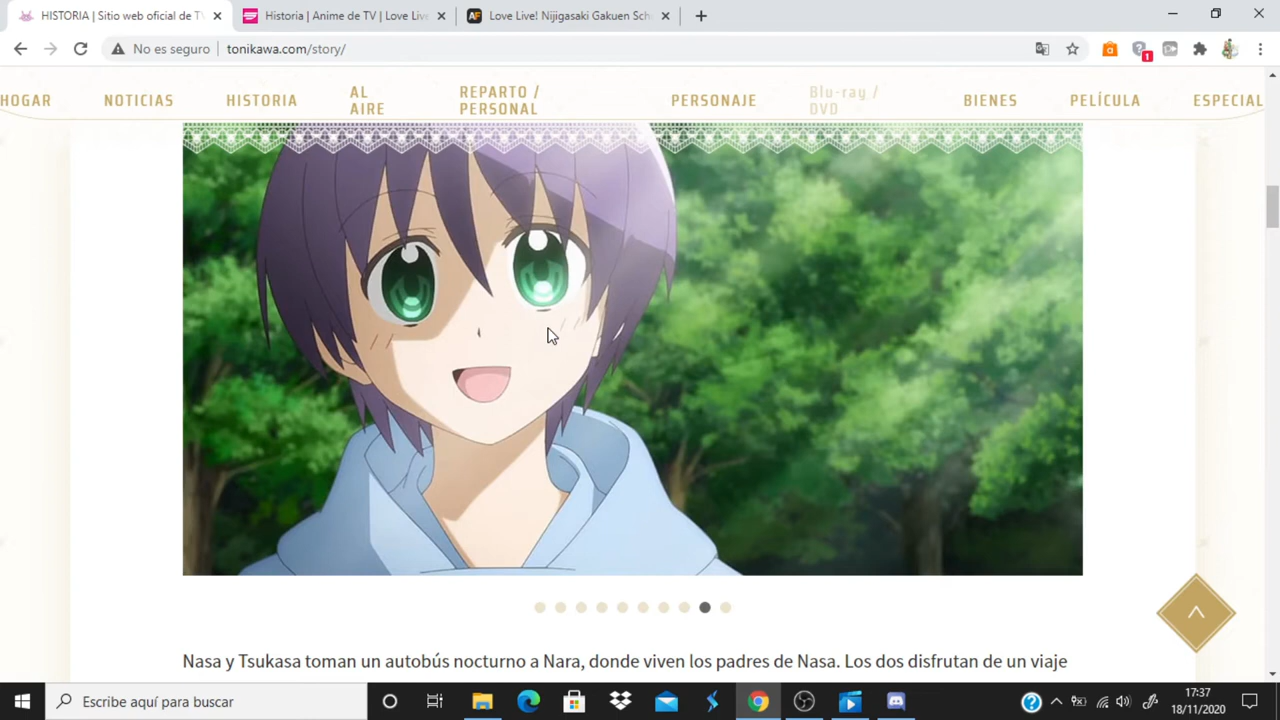 HISTORIA | Sitio web oficial de TV
Historia | Anime de TV | Love Live
Love Live! Nijigasaki Gakuen Sch
No es seguro
tonikawa.com/story/
1
HOGAR
NOTICIAS
HISTORIA
AL
AIRE
REPARTO /
PERSONAL
PERSONAJE
Blu-ray /
DVD
BIENES
PELÍCULA
ESPECIAL
Nasa y Tsukasa toman un autobús nocturno a Nara, donde viven los padres de Nasa. Los dos disfrutan de un viaje
Escribe aquí para buscar
17:37
18/11/2020